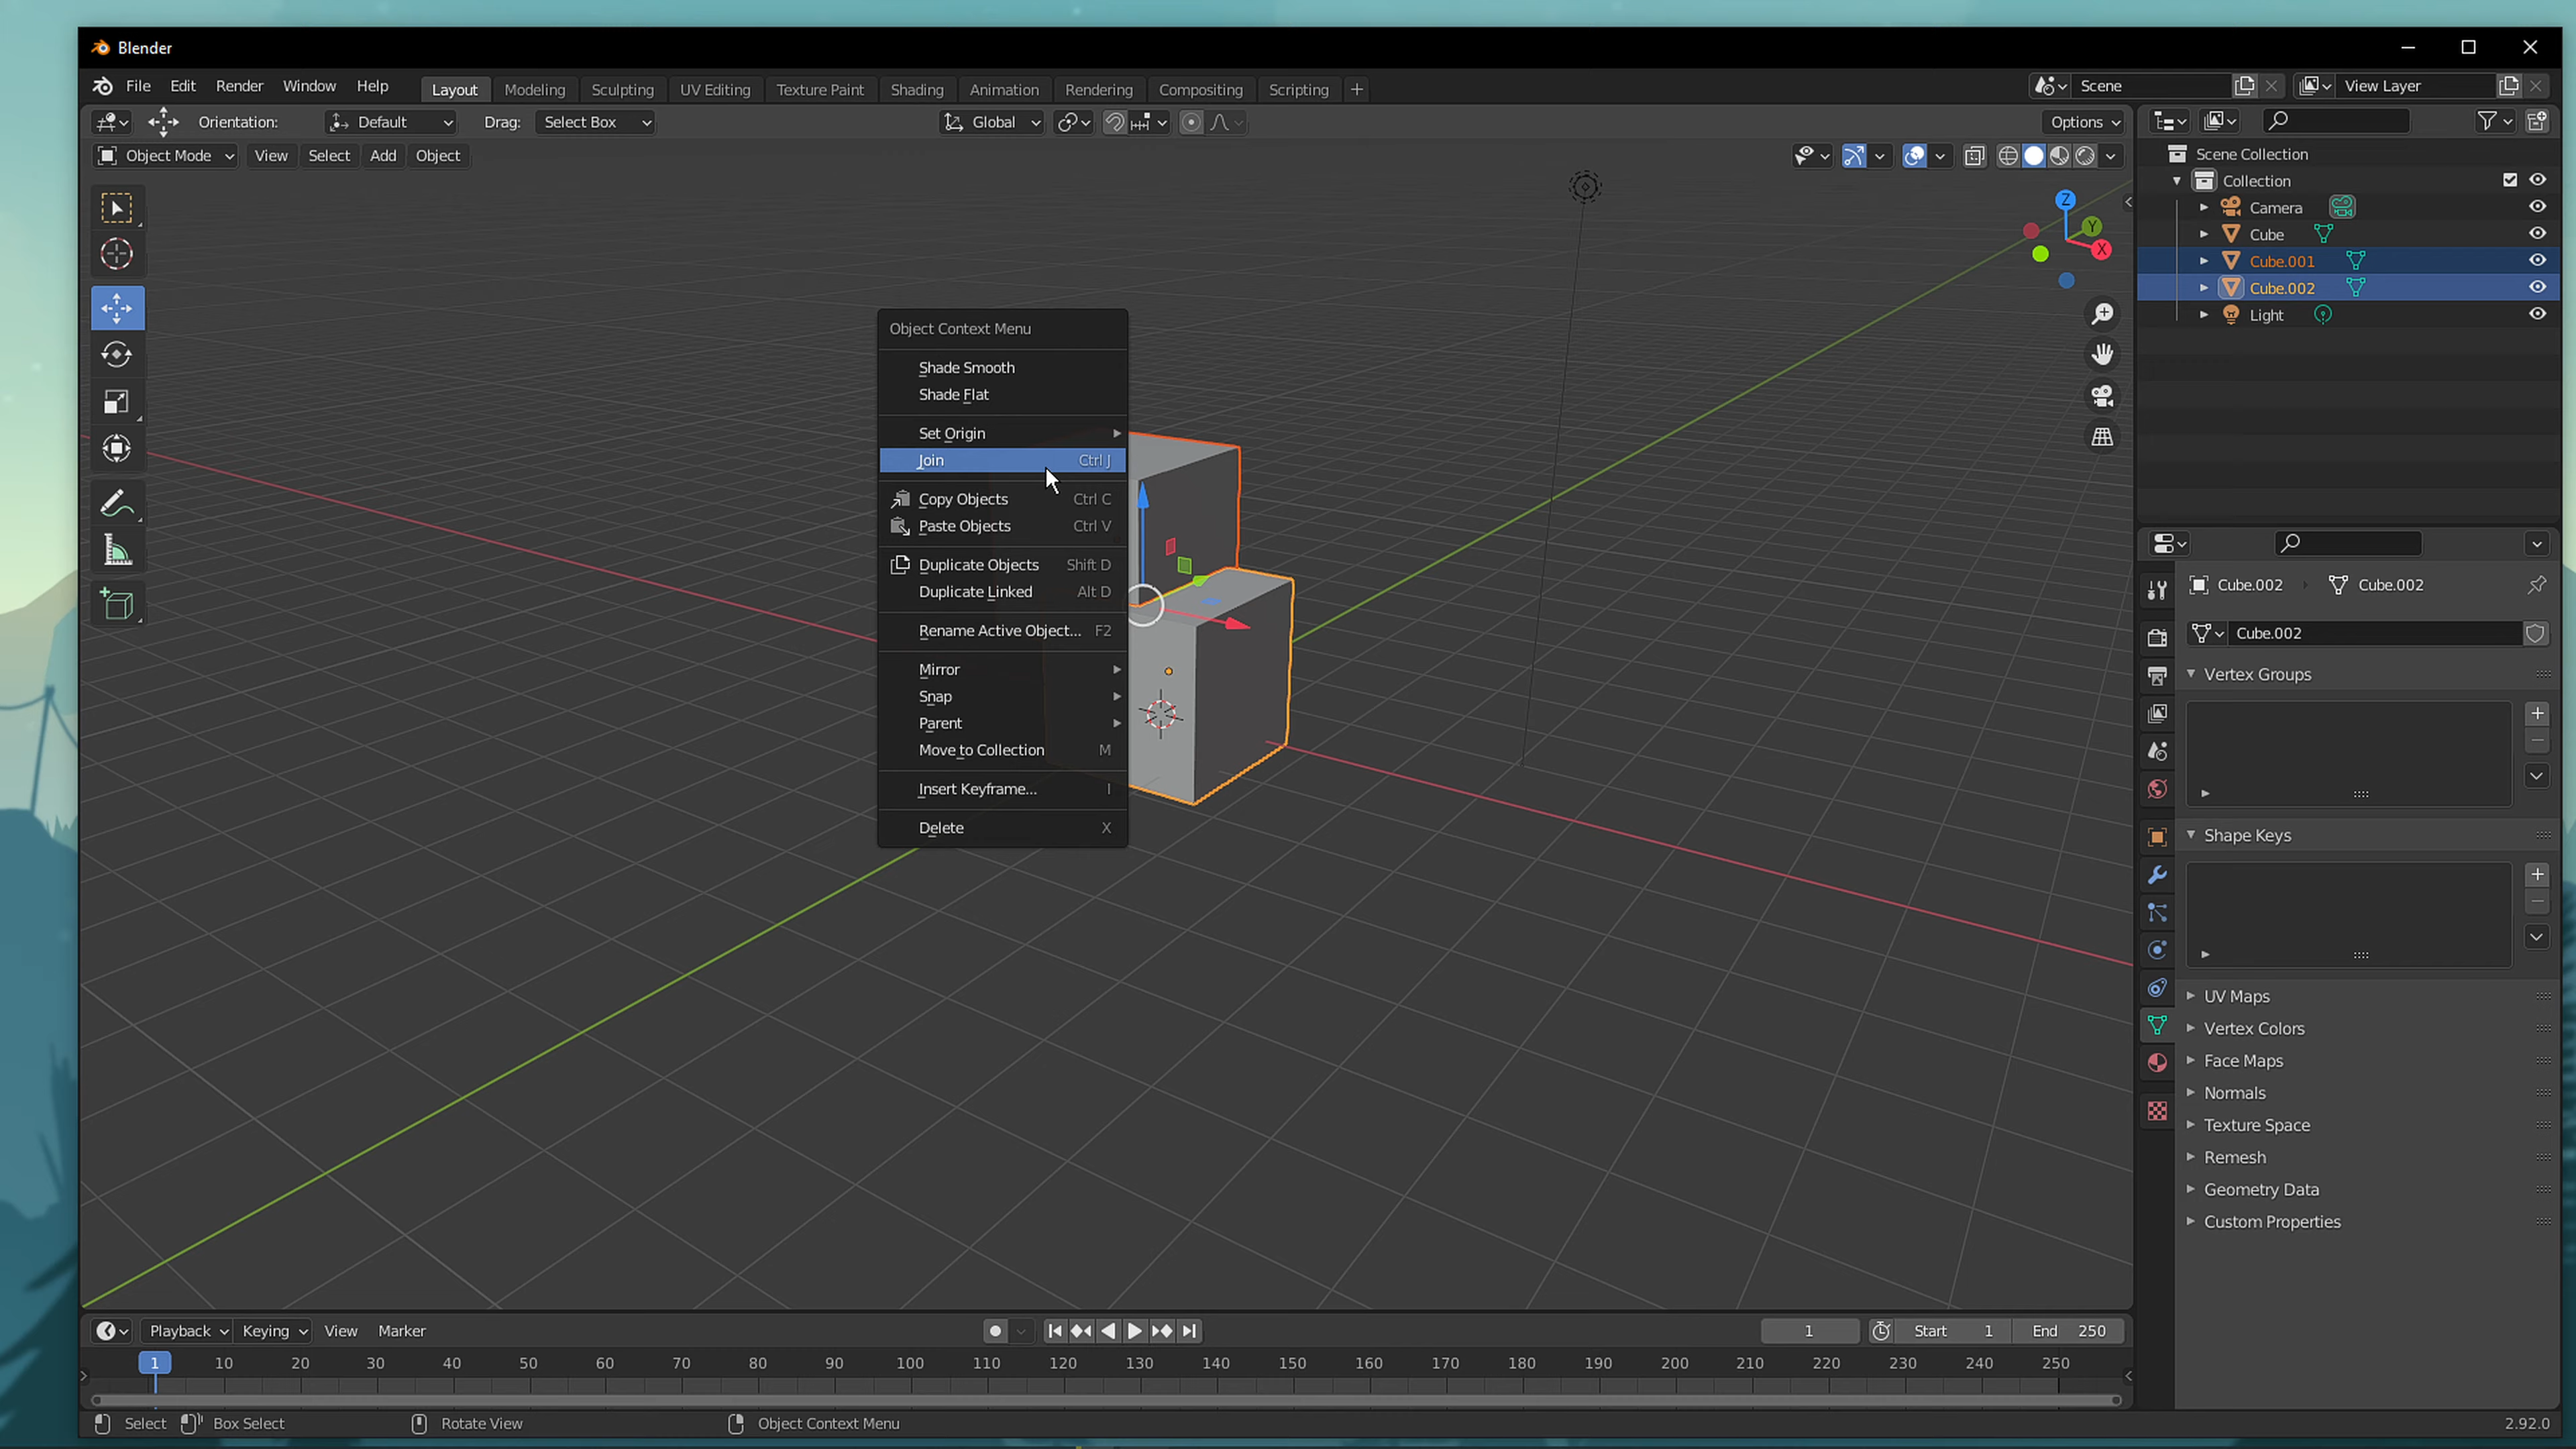 Blender
File Edit Render Window Help Layout Modeling Sculpting UV Editing Texture Paint Shading Animation Rendering Compositing Scripting + Scene View Layer
Orientation: Default Drag: Select Box Global Options
Object Mode View Select Add Object
Scene Collection
Collection
Camera
Cube
Cube.001
Cube.002
Light
Z
Y
X
Object Context Menu
Shade Smooth
Shade Flat
Set Origin
Join Ctrl J
Copy Objects Ctrl C
Paste Objects Ctrl V
Duplicate Objects Shift D
Duplicate Linked Alt D
Rename Active Object... F2
Mirror
Snap
Parent
Move to Collection M
Insert Keyframe... I
Delete X
Cube.002 Cube.002
Cube.002
Vertex Groups
Shape Keys
UV Maps
Vertex Colors
Face Maps
Normals
Texture Space
Remesh
Geometry Data
Custom Properties
Playback Keying View Marker 1 Start 1 End 250
1 10 20 30 40 50 60 70 80 90 100 110 120 130 140 150 160 170 180 190 200 210 220 230 240 250
Select Box Select Rotate View Object Context Menu 2.92.0